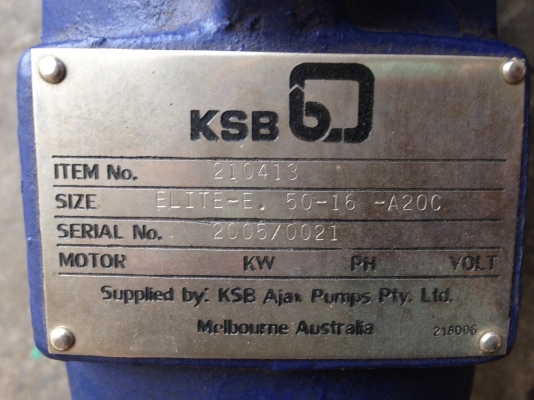 KSB
ITEM No. 210413
SIZE ELITE-E. 50-16 -A20C
SERIAL No. 2005/0021
MOTOR KW PH VOLT
Supplied by: KSB Ajax Pumps Pty. Ltd.
Melbourne Australia
218006